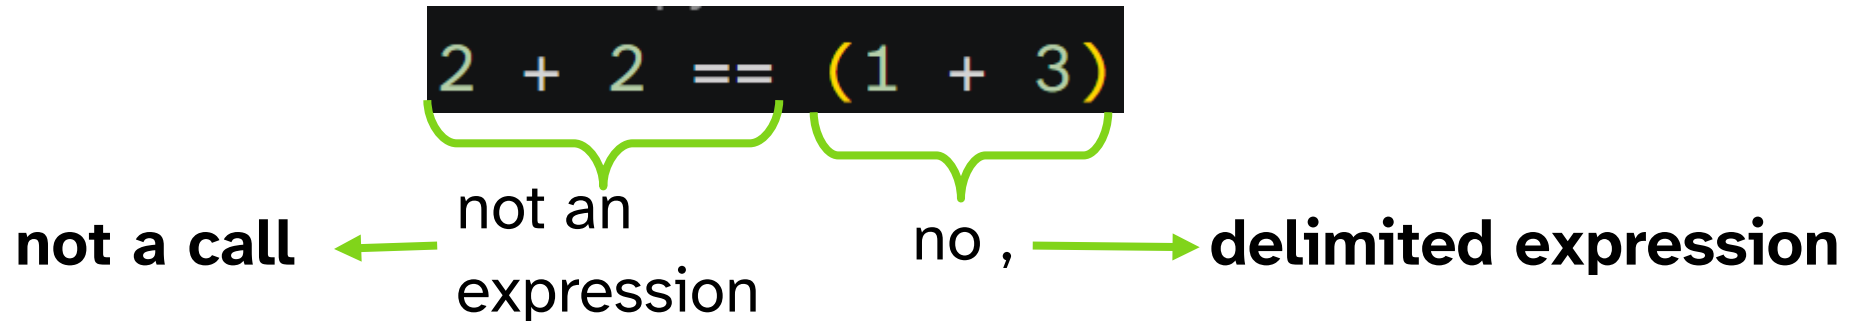 2 + 2 == (1 + 3)
not an
expression
not a call
no ,
delimited expression